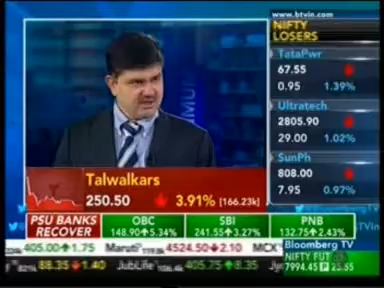 www.btvin.com
NIFTY
LOSERS
TataPwr
67.55
0.95 1.39%
Ultratech
2805.90
29.00 1.02%
SunPh
808.00
7.95 0.97%
Talwalkars
250.50 3.91% [166.23k]
PSU BANKS
RECOVER
OBC
148.90 5.34%
SBI
241.55 3.27%
PNB
132.75 2.43%
405.00 1.75 Maruti 4524.50 2.10 MCX
88.35 1.40 JubLife 405.75
Bloomberg TV
NIFTY FUT
7994.45